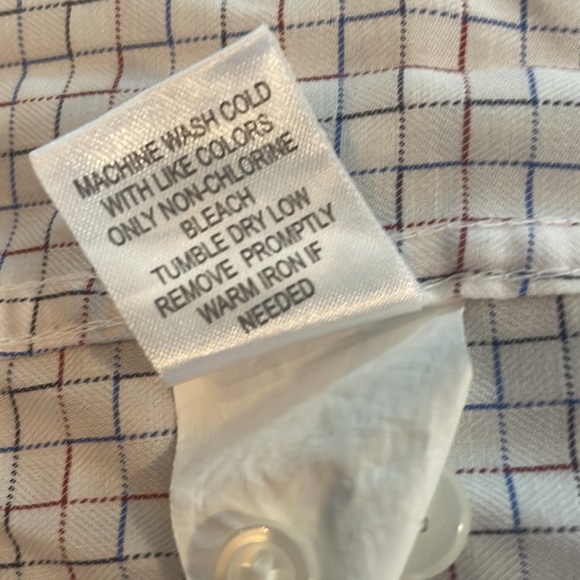 MACHINE WASH COLD
WITH LIKE COLORS
ONLY NON-CHLORINE
BLEACH
TUMBLE DRY LOW
REMOVE PROMPTLY
WARM IRON IF
NEEDED